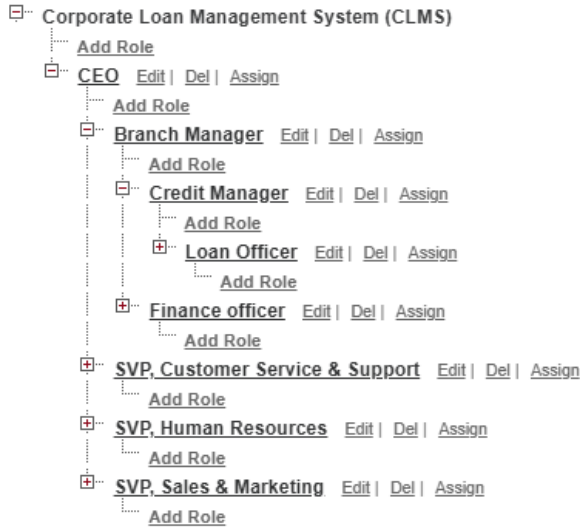 Corporate Loan Management System (CLMS)
Add Role
CEO Edit | Del | Assign
Add Role
Branch Manager Edit | Del | Assign
Add Role
Credit Manager Edit | Del | Assign
Add Role
Loan Officer Edit | Del | Assign
Add Role
Finance officer Edit | Del | Assign
Add Role
SVP, Customer Service & Support Edit | Del | Assign
Add Role
SVP, Human Resources Edit | Del | Assign
Add Role
SVP, Sales & Marketing Edit | Del | Assign
Add Role